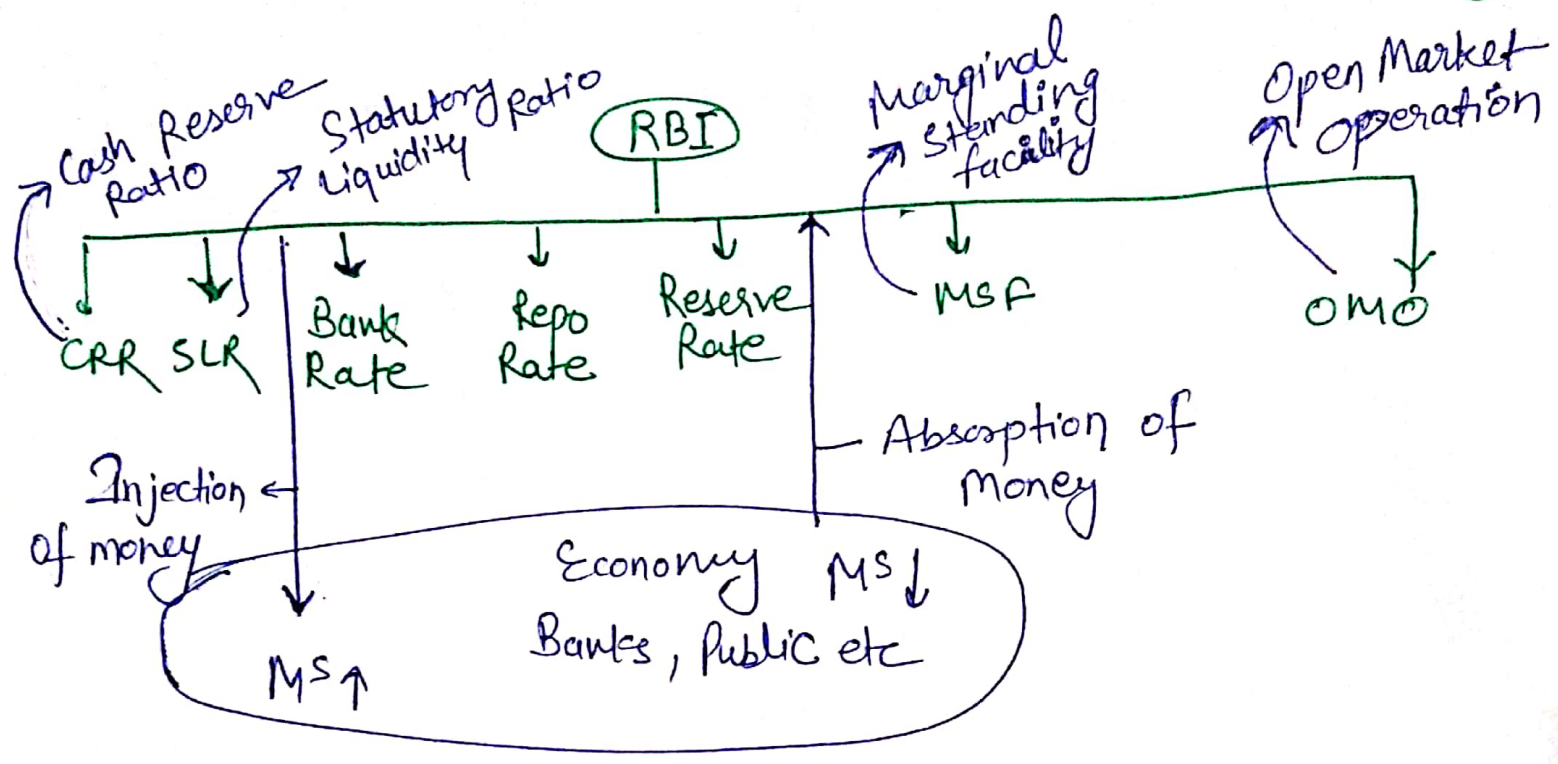 Cash Reserve
Ratio
Statutory Ratio
Liquidity
RBI
Marginal
Standing
facility
Open Market
Operation
CRR
SLR
Bank
Rate
Repo
Rate
Reserve
Rate
MSF
OMO
Injection
of money
Absorption of
Money
Economy
MS↓
Banks, Public etc
MS↑